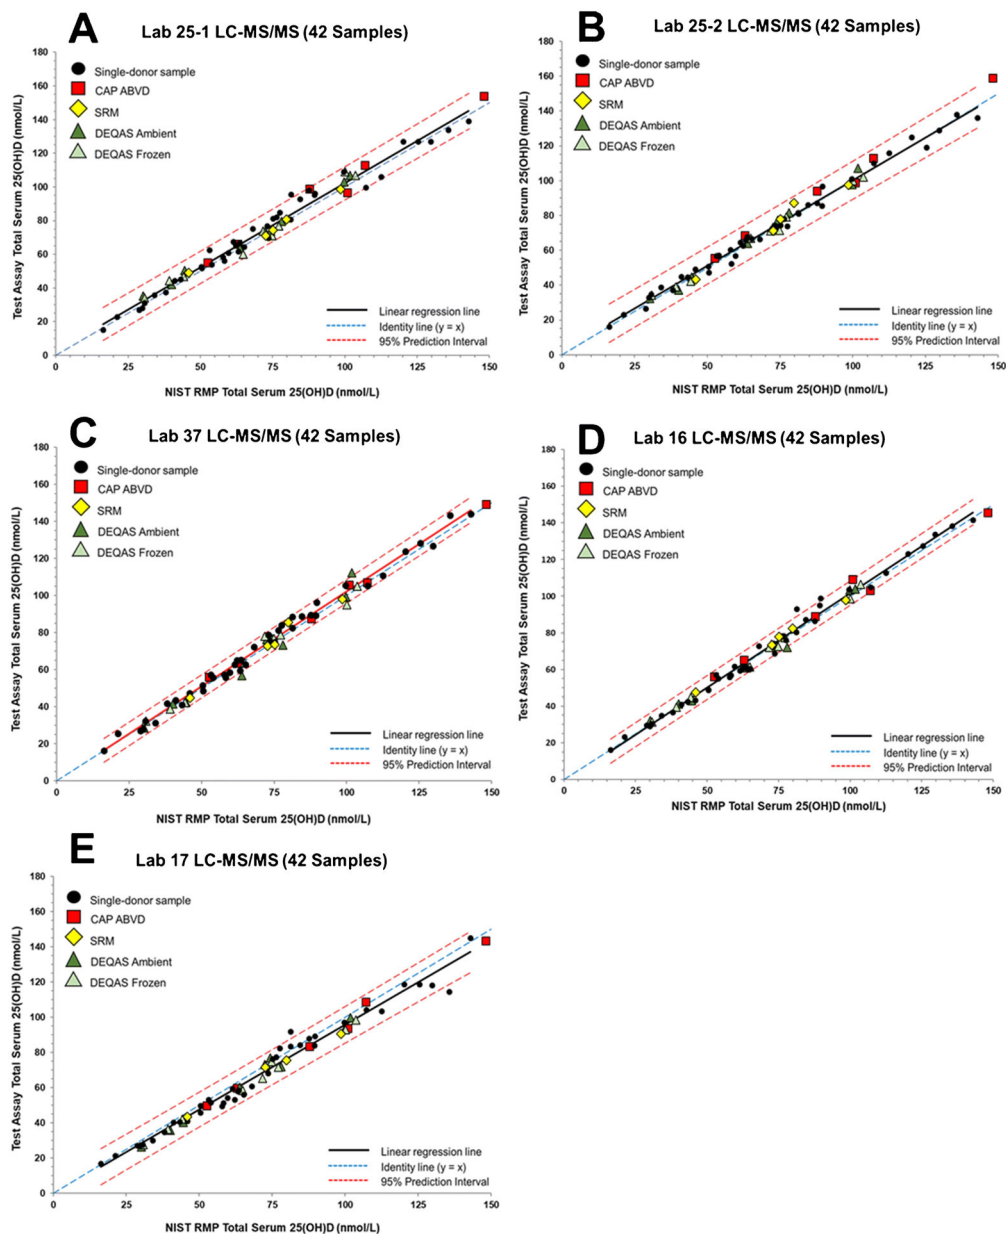 A
Lab 25-1 LC-MS/MS (42 Samples)
Test Assay Total Serum 25(OH)D (nmol/L)
180
160
140
120
100
80
60
40
20
0
Single-donor sample
CAP ABVD
SRM
DEQAS Ambient
DEQAS Frozen
Linear regression line
Identity line (y = x)
95% Prediction Interval
0 25 50 75 100 125 150
NIST RMP Total Serum 25(OH)D (nmol/L)
B
Lab 25-2 LC-MS/MS (42 Samples)
Test Assay Total Serum 25(OH)D (nmol/L)
180
160
140
120
100
80
60
40
20
0
Single-donor sample
CAP ABVD
SRM
DEQAS Ambient
DEQAS Frozen
Linear regression line
Identity line (y = x)
95% Prediction Interval
0 25 50 75 100 125 150
NIST RMP Total Serum 25(OH)D (nmol/L)
C
Lab 37 LC-MS/MS (42 Samples)
Test Assay Total Serum 25(OH)D (nmol/L)
180
160
140
120
100
80
60
40
20
0
Single-donor sample
CAP ABVD
SRM
DEQAS Ambient
DEQAS Frozen
Linear regression line
Identity line (y = x)
95% Prediction Interval
0 25 50 75 100 125 150
NIST RMP Total Serum 25(OH)D (nmol/L)
D
Lab 16 LC-MS/MS (42 Samples)
Test Assay Total Serum 25(OH)D (nmol/L)
180
160
140
120
100
80
60
40
20
0
Single-donor sample
CAP ABVD
SRM
DEQAS Ambient
DEQAS Frozen
Linear regression line
Identity line (y = x)
95% Prediction Interval
0 25 50 75 100 125 150
NIST RMP Total Serum 25(OH)D (nmol/L)
E
Lab 17 LC-MS/MS (42 Samples)
Test Assay Total Serum 25(OH)D (nmol/L)
180
160
140
120
100
80
60
40
20
0
Single-donor sample
CAP ABVD
SRM
DEQAS Ambient
DEQAS Frozen
Linear regression line
Identity line (y = x)
95% Prediction Interval
0 25 50 75 100 125 150
NIST RMP Total Serum 25(OH)D (nmol/L)